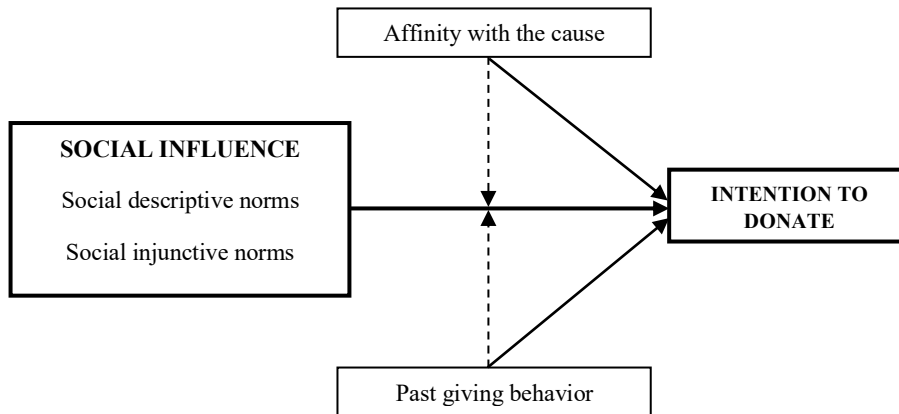 Affinity with the cause
SOCIAL INFLUENCE
Social descriptive norms
Social injunctive norms
INTENTION TO
DONATE
Past giving behavior